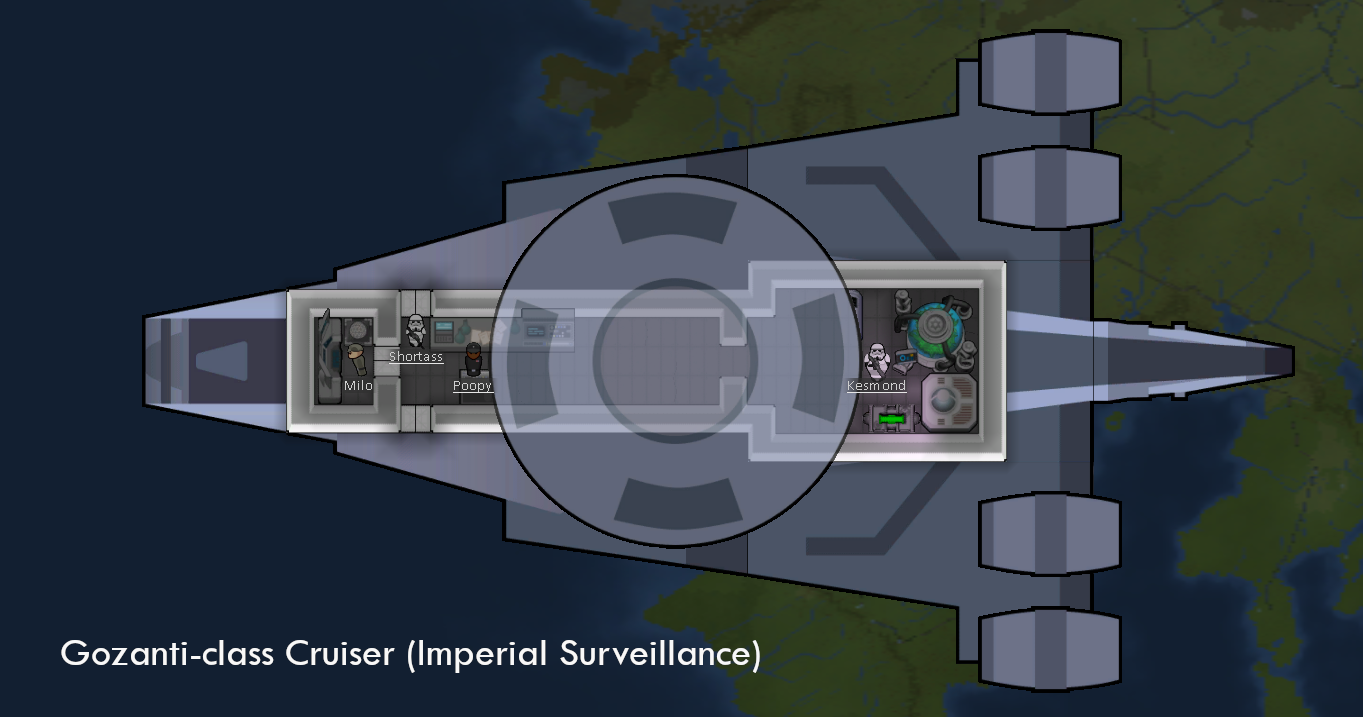 Shortass
Milo
Poopy
Kesmond
Gozanti-class Cruiser (Imperial Surveillance)